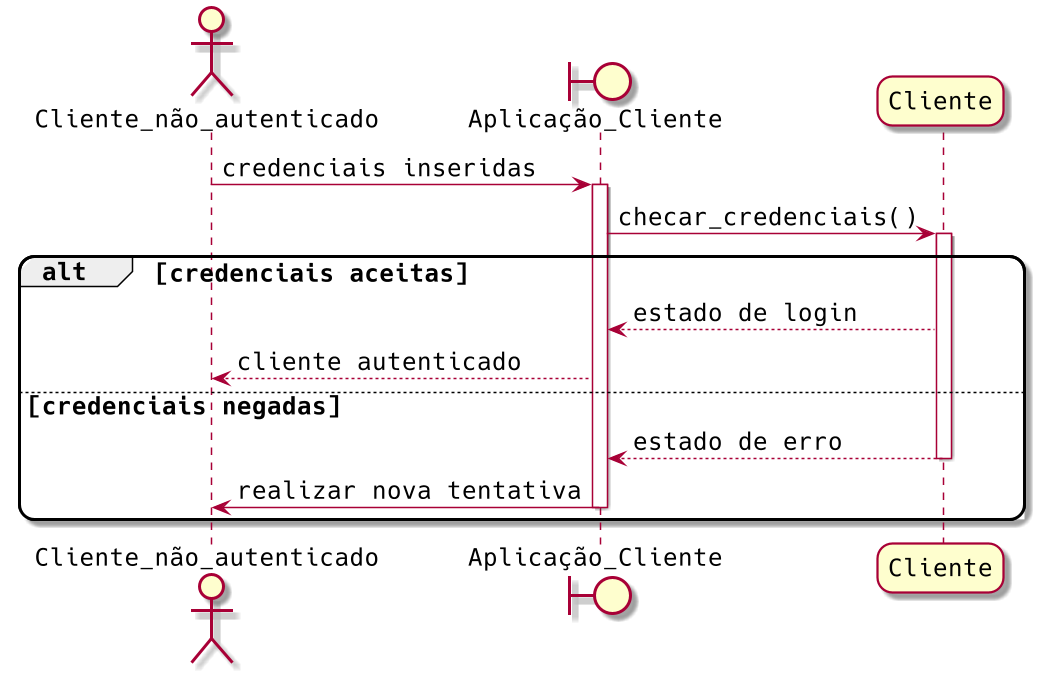 Cliente_não_autenticado
Aplicação_Cliente
Cliente
credenciais inseridas
checar_credenciais()
alt
[credenciais aceitas]
estado de login
cliente autenticado
[credenciais negadas]
estado de erro
realizar nova tentativa
Cliente_não_autenticado
Aplicação_Cliente
Cliente